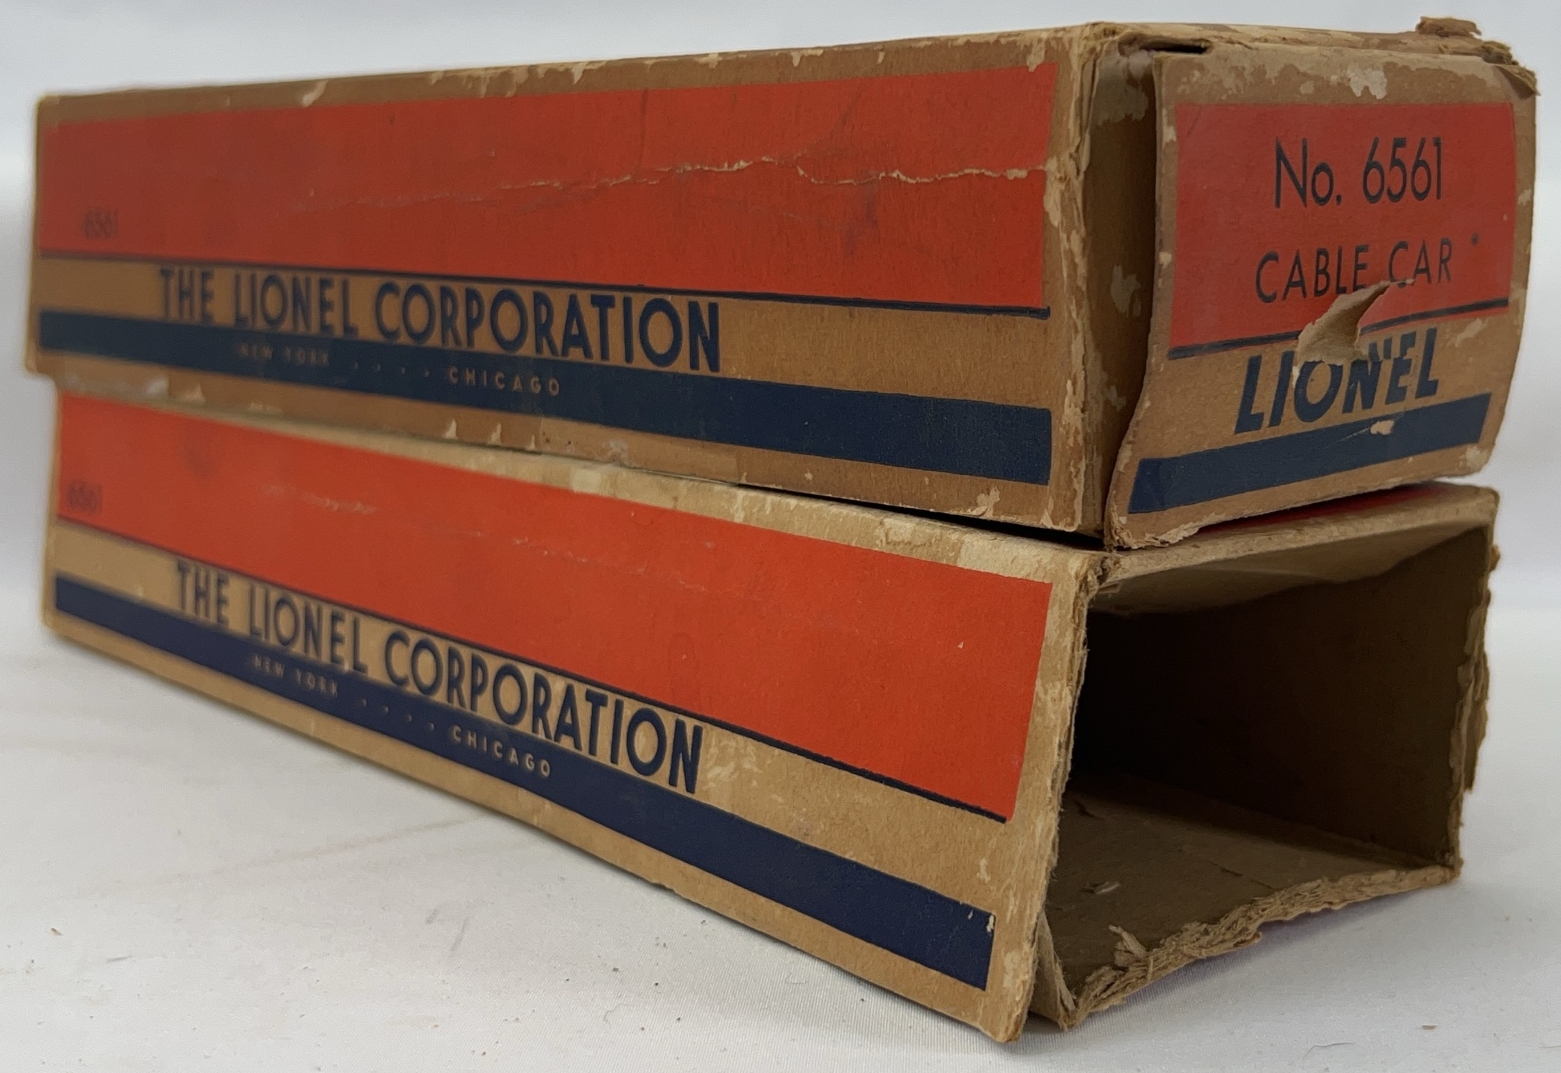 6561
THE LIONEL CORPORATION
NEW YORK . . . . . CHICAGO
No. 6561
CABLE CAR
LIONEL
6561
THE LIONEL CORPORATION
NEW YORK . . . . . CHICAGO